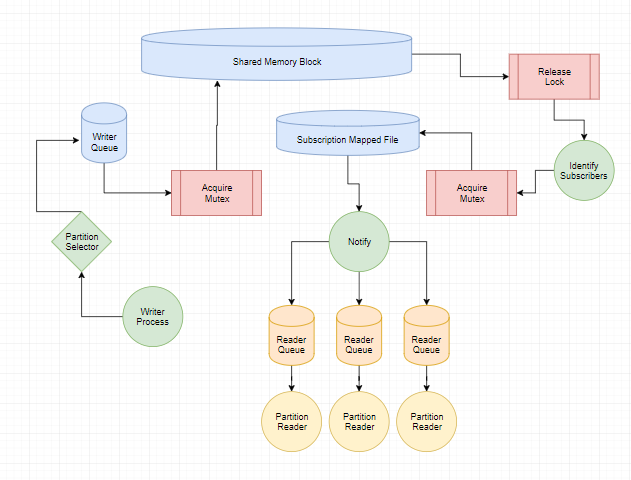 Shared Memory Block
Release
Lock
Writer
Queue
Subscription Mapped File
Identify
Subscribers
Acquire
Mutex
Acquire
Mutex
Partition
Selector
Notify
Writer
Process
Reader
Queue
Reader
Queue
Reader
Queue
Partition
Reader
Partition
Reader
Partition
Reader